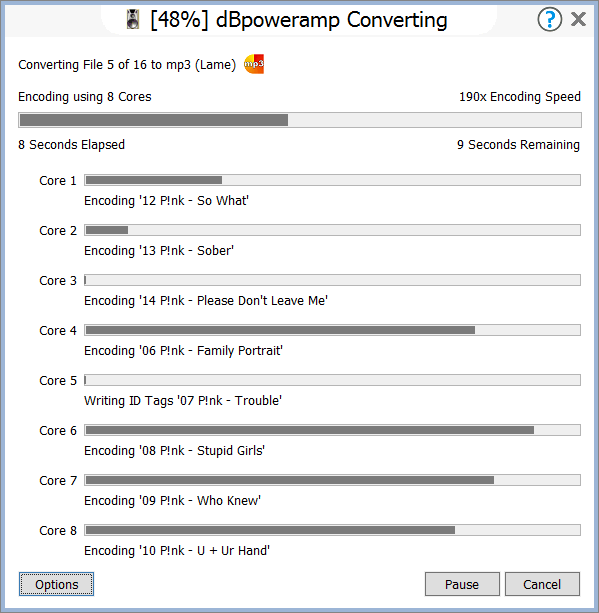 [48%] dBpoweramp Converting
?
Converting File 5 of 16 to mp3 (Lame) mp3
Encoding using 8 Cores 190x Encoding Speed
8 Seconds Elapsed 9 Seconds Remaining
Core 1
Encoding '12 P!nk - So What'
Core 2
Encoding '13 P!nk - Sober'
Core 3
Encoding '14 P!nk - Please Don't Leave Me'
Core 4
Encoding '06 P!nk - Family Portrait'
Core 5
Writing ID Tags '07 P!nk - Trouble'
Core 6
Encoding '08 P!nk - Stupid Girls'
Core 7
Encoding '09 P!nk - Who Knew'
Core 8
Encoding '10 P!nk - U + Ur Hand'
Options Pause Cancel